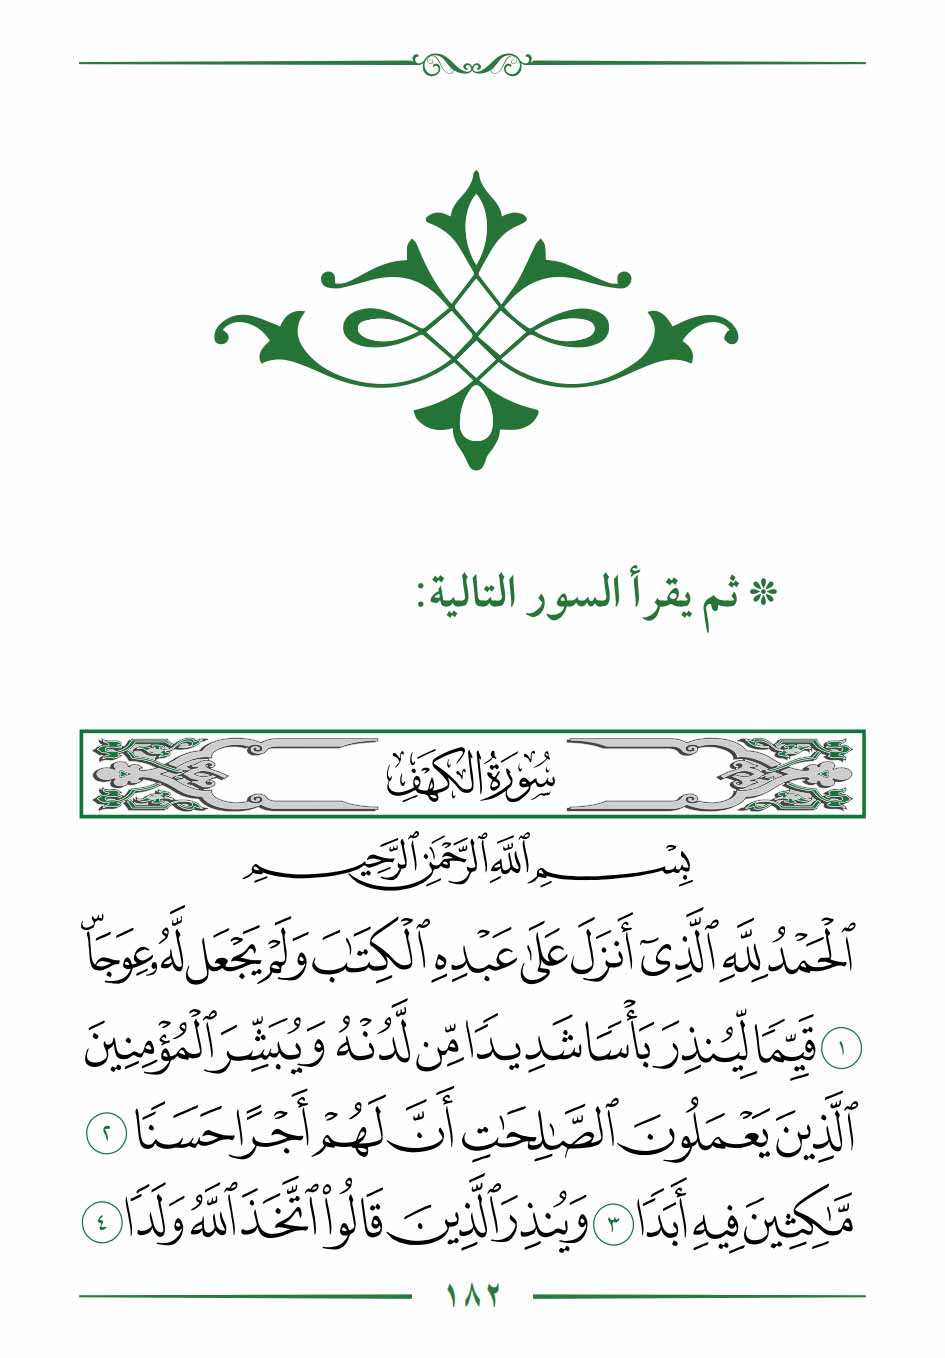 ❊ ثم يقرأ السور التالية:
سُورَةُ الكَهْفِ
بِسْمِ ٱللَّهِ ٱلرَّحْمَٰنِ ٱلرَّحِيمِ
ٱلْحَمْدُ لِلَّهِ ٱلَّذِىٓ أَنزَلَ عَلَىٰ عَبْدِهِ ٱلْكِتَٰبَ وَلَمْ يَجْعَل لَّهُۥ عِوَجَاۜ
١ قَيِّمًا لِّيُنذِرَ بَأْسًا شَدِيدًا مِّن لَّدُنْهُ وَيُبَشِّرَ ٱلْمُؤْمِنِينَ
ٱلَّذِينَ يَعْمَلُونَ ٱلصَّٰلِحَٰتِ أَنَّ لَهُمْ أَجْرًا حَسَنًا ٢
مَّٰكِثِينَ فِيهِ أَبَدًا ٣ وَيُنذِرَ ٱلَّذِينَ قَالُوا۟ ٱتَّخَذَ ٱللَّهُ وَلَدًا ٤
١٨٢